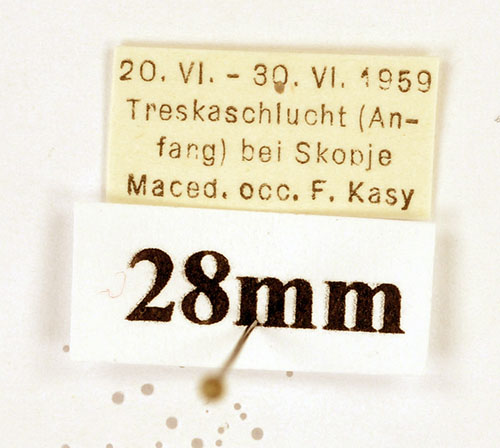 20. VI. - 30. VI. 1959
Treskaschlucht (An-
fang) bei Skopje
Maced. occ. F. Kasy
28mm